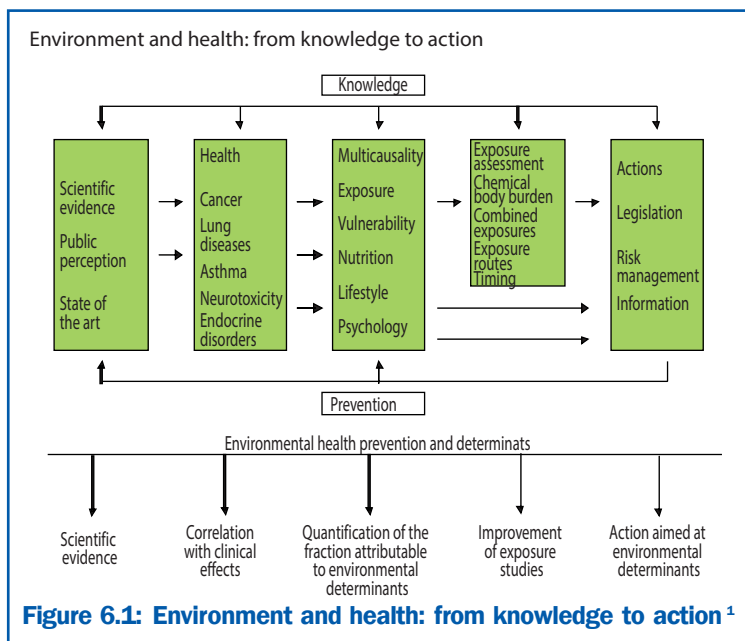 Environment and health: from knowledge to action
Knowledge
Scientific
evidence
Public
perception
State of
the art
Health
Cancer
Lung
diseases
Asthma
Neurotoxicity
Endocrine
disorders
Multicausality
Exposure
Vulnerability
Nutrition
Lifestyle
Psychology
Exposure
assessment
Chemical
body burden
Combined
exposures
Exposure
routes
Timing
Actions
Legislation
Risk
management
Information
Prevention
Environmental health prevention and determinats
Scientific
evidence
Correlation
with clinical
effects
Quantification of the
fraction attributable
to environmental
determinants
Improvement
of exposure
studies
Action aimed at
environmental
determinants
Figure 6.1: Environment and health: from knowledge to action 1